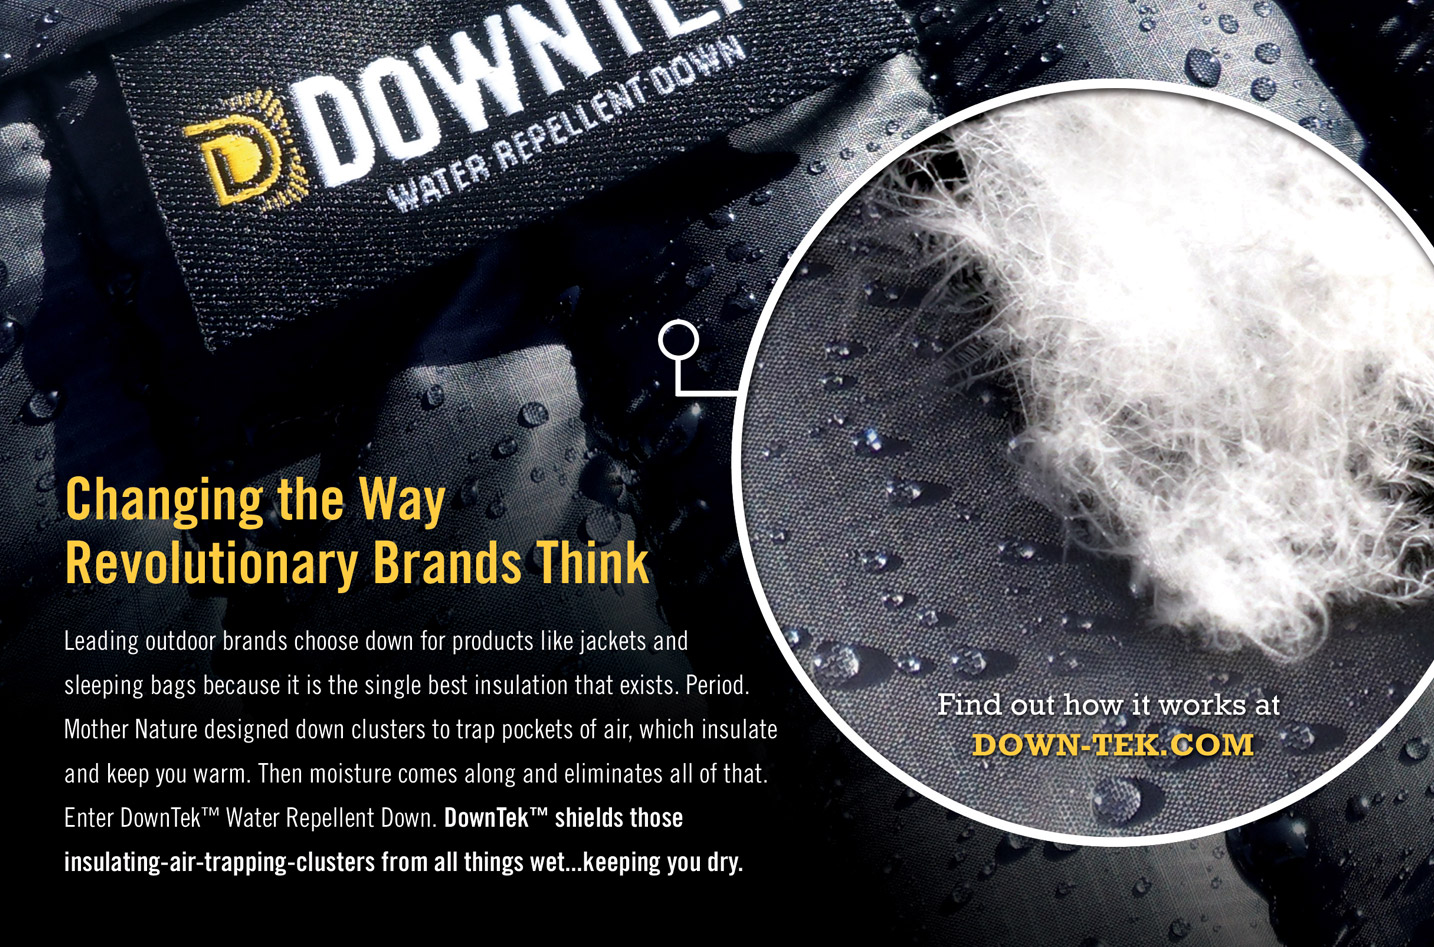 DOWNTEK
WATER REPELLENT DOWN
Changing the Way
Revolutionary Brands Think
Leading outdoor brands choose down for products like jackets and
sleeping bags because it is the single best insulation that exists. Period.
Mother Nature designed down clusters to trap pockets of air, which insulate
and keep you warm. Then moisture comes along and eliminates all of that.
Enter DownTek™ Water Repellent Down. DownTek™ shields those
insulating-air-trapping-clusters from all things wet...keeping you dry.
Find out how it works at
DOWN-TEK.COM